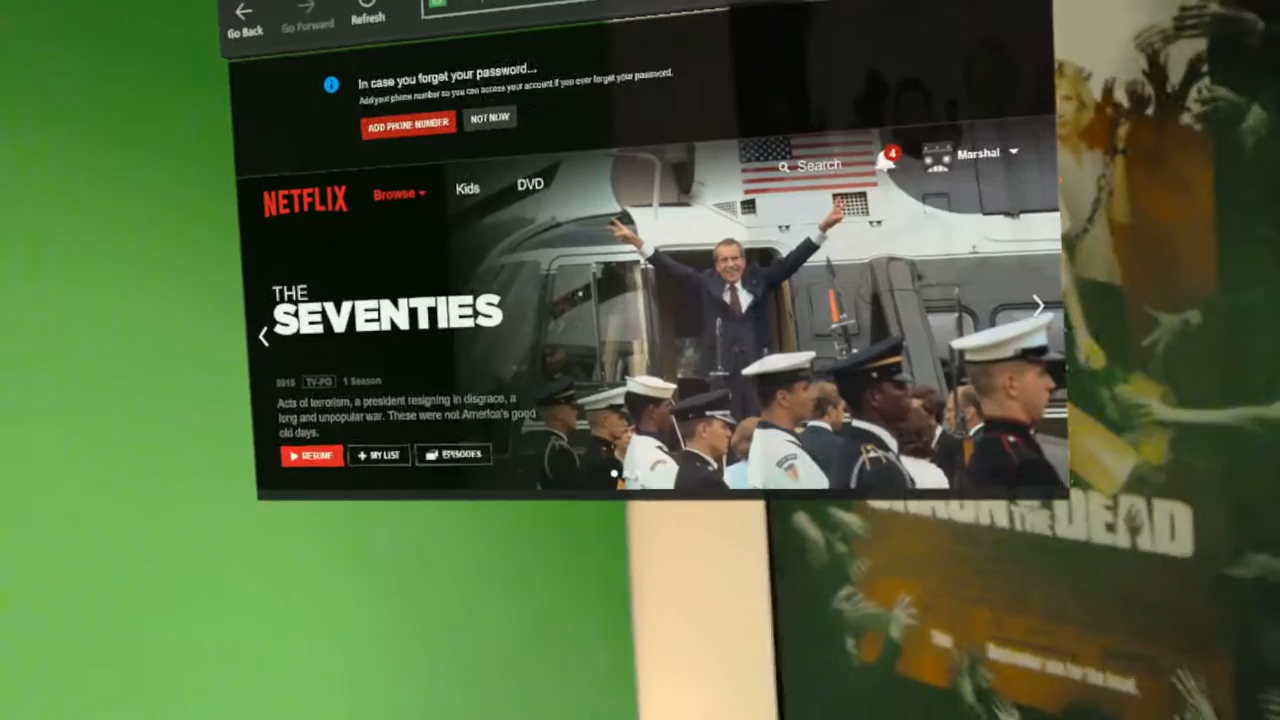 Go Back
Go Forward
Refresh
In case you forget your password...
Add your phone number so you can access your account if you ever forget your password.
ADD PHONE NUMBER
NOT NOW
NETFLIX
Browse
Kids
DVD
Search
4
Marshal
THE
SEVENTIES
2015 TV-PG 1 Season
Acts of terrorism, a president resigning in disgrace, a
long and unpopular war. These were not America's good
old days.
RESUME
MY LIST
EPISODES
OF THE DEAD